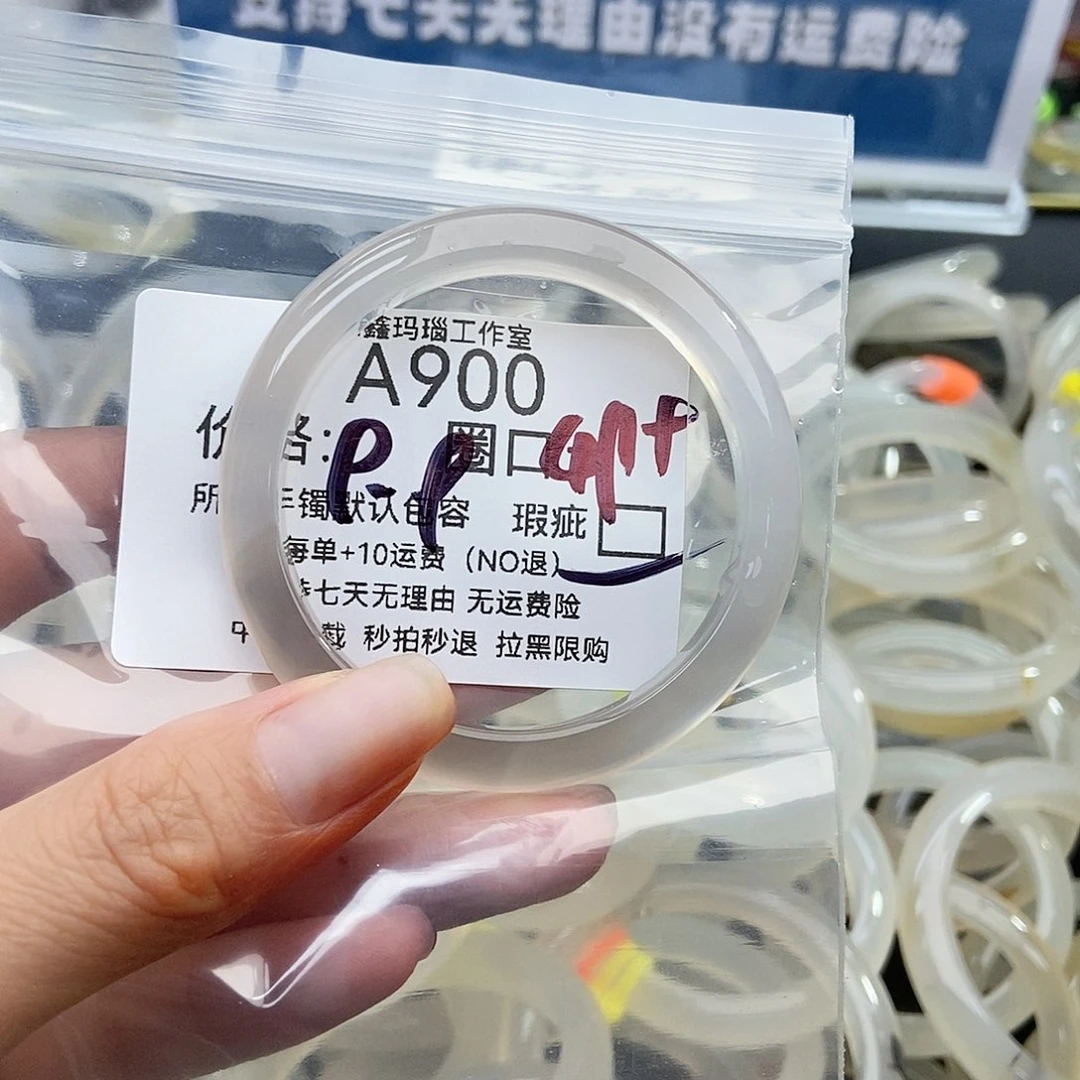 支持七天无理由没有运费险
鑫玛瑙工作室
A900
价格: P.P 圈口
所 手镯默认包容 瑕疵
每单+10运费 (NO退)
持七天无理由 无运费险
截 秒拍秒退 拉黑限购